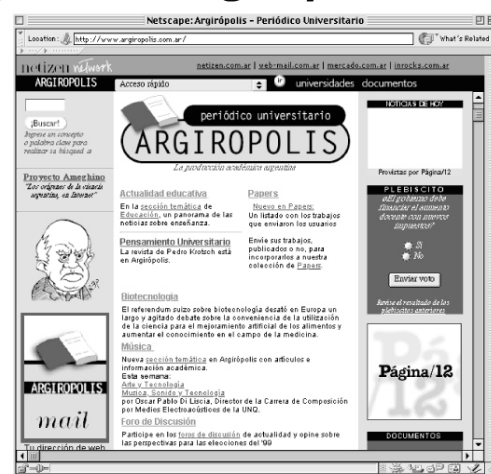 Netscape: Argirópolis - Periódico Universitario
Location: http://www.argiropolis.com.ar/
What's Related
netizen network
netizen.com.ar | web-mail.com.ar | mercado.com.ar | inrocks.com.ar
ARGIROPOLIS
Acceso rápido
ir
universidades documentos
¡Buscar!
Ingrese un concepto
o palabra clave para
realizar su búsqueda
Proyecto Ameghino
"Los orígenes de la ciencia
argentina, en Internet"
ARGIROPOLIS
mail
Tu dirección de web
periódico universitario
ARGIROPOLIS
La producción académica argentina
Actualidad educativa
En la sección temática de
Educación, un panorama de las
noticias sobre enseñanza.
Pensamiento Universitario
La revista de Pedro Krotsch está
en Argirópolis.
Papers
Nuevo en Papers:
Un listado con los trabajos
que enviaron los usuarios
Envíe sus trabajos,
publicados o no, para
incorporarlos a nuestra
colección de Papers.
Biotecnología
El referendum suizo sobre biotecnología desató en Europa un
largo y agitado debate sobre la conveniencia de la utilización
de la ciencia para el mejoramiento artificial de los alimentos y
aumentar el conocimiento en el campo de la medicina.
Música
Nueva sección temática en Argirópolis con artículos e
información académica.
Esta semana:
Arte y Tecnología
Musica, Sonido y Tecnología
por Oscar Pablo Di Liscia, Director de la Carrera de Composición
por Medios Electroacústicos de la UNQ.
Foro de Discusión
Participe en los foros de discusión de actualidad y opine sobre
las perspectivas para las elecciones del '99
NOTICIAS DE HOY
Provistas por Página/12
PLEBISCITO
¿El gobierno debe
financiar el aumento
docente con nuevos
impuestos?
Si
No
Enviar voto
Revise el resultado de los
plebiscitos anteriores
Página/12
DOCUMENTOS